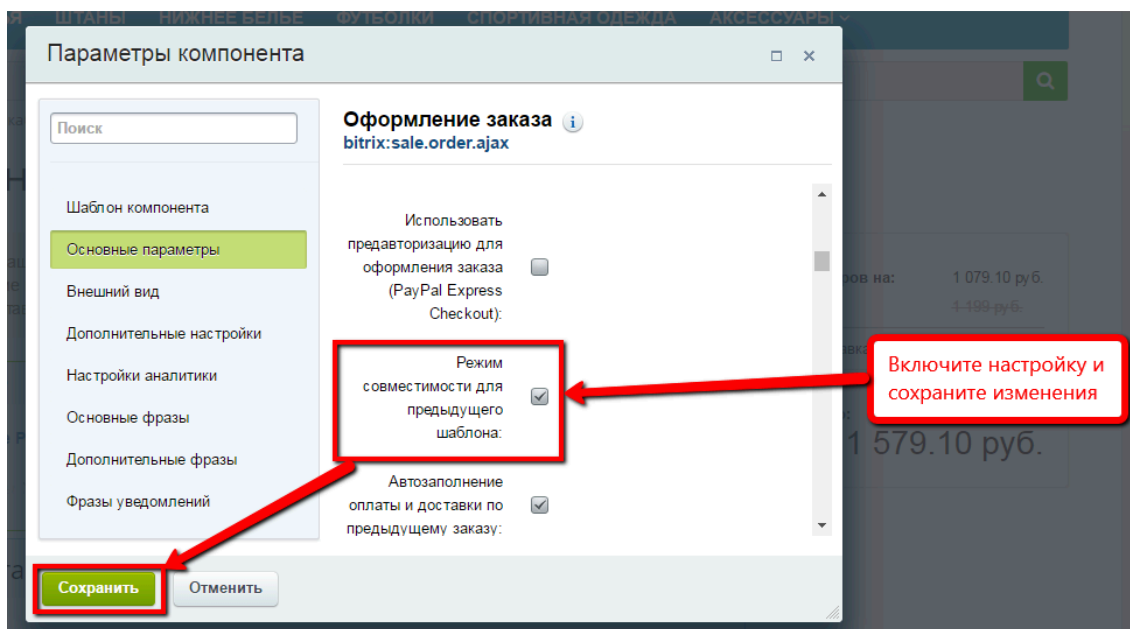 ШТАНЫ НИЖНЕЕ БЕЛЬЕ ФУТБОЛКИ СПОРТИВНАЯ ОДЕЖДА АКСЕССУАРЫ
Параметры компонента
Поиск
Шаблон компонента
Основные параметры
Внешний вид
Дополнительные настройки
Настройки аналитики
Основные фразы
Дополнительные фразы
Фразы уведомлений
Оформление заказа
bitrix:sale.order.ajax
Использовать
предавторизацию для
оформления заказа
(PayPal Express
Checkout):
Режим
совместимости для
предыдущего
шаблона:
Автозаполнение
оплаты и доставки по
предыдущему заказу:
Сохранить
Отменить
на: 1 079.10 руб.
1 199 руб.
Включите настройку и
сохраните изменения
1 579.10 руб.